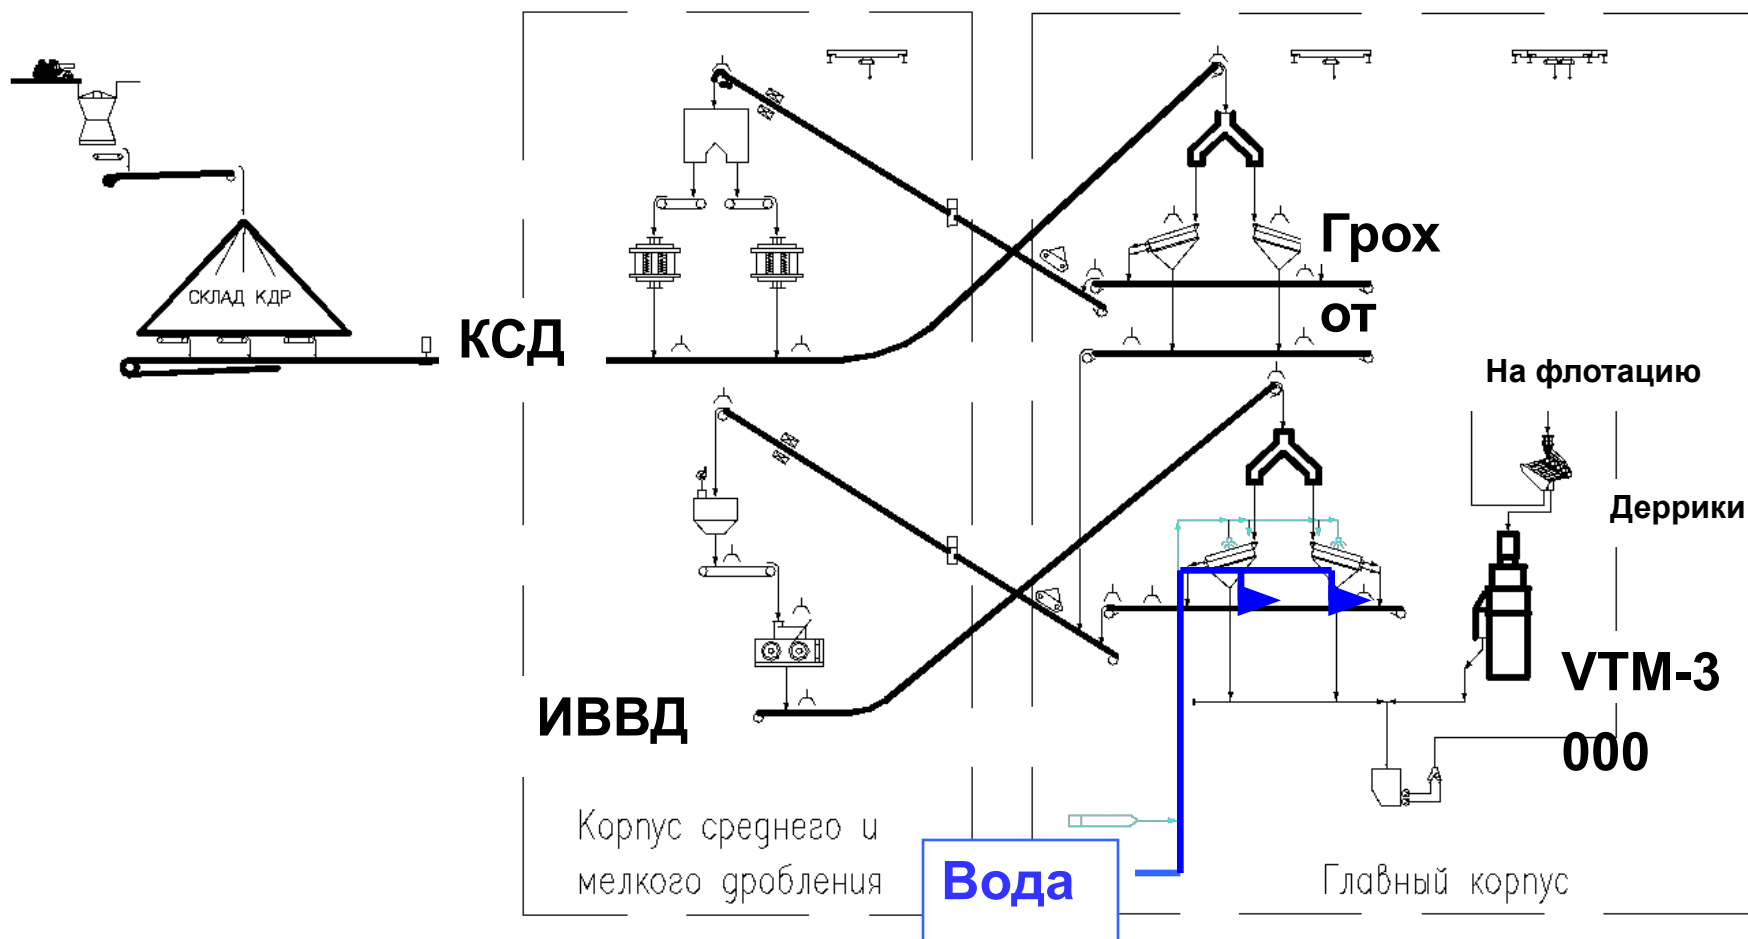 Грох
от
СКЛАД КДР
КСД
На флотацию
Деррики
VTM-3
000
ИВВД
Корпус среднего и
мелкого дробления
Вода
Главный корпус